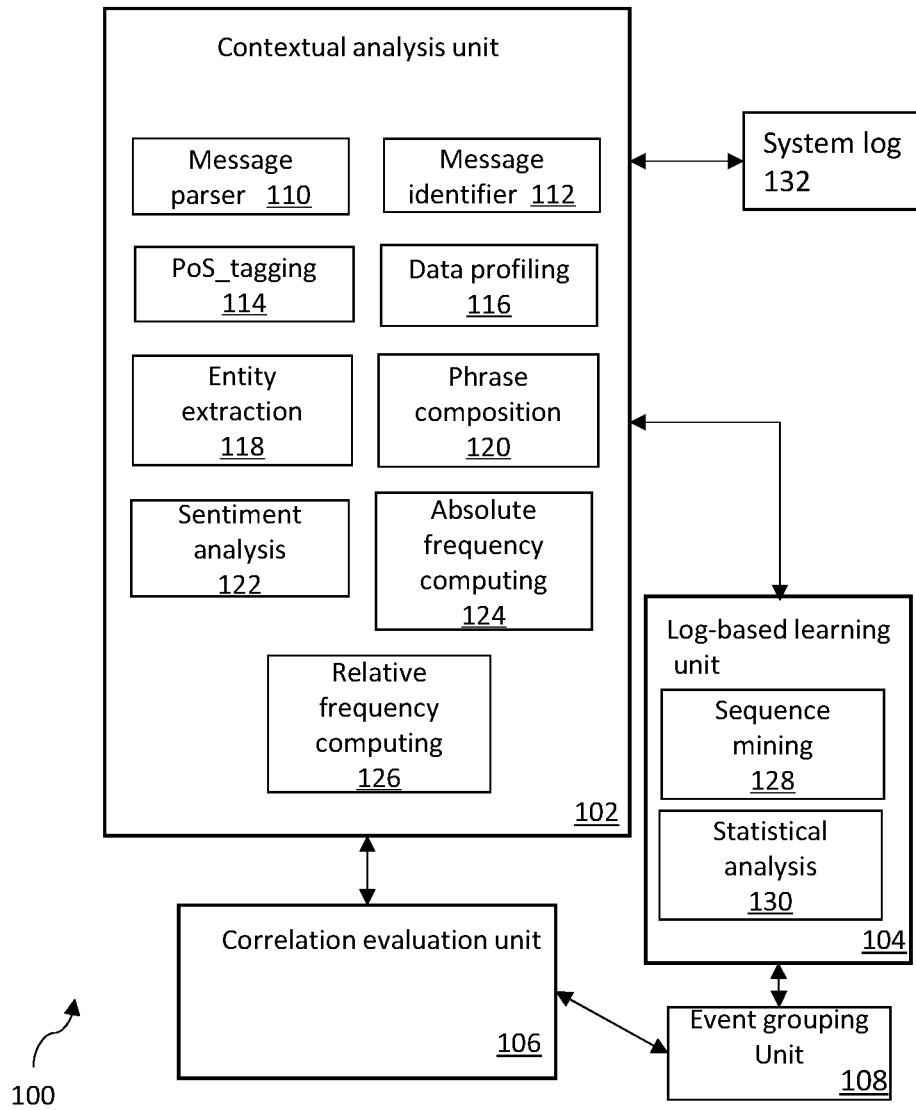 Contextual analysis unit
Message
parser 110
Message
identifier 112
System log
132
PoS_tagging
114
Data profiling
116
Entity
extraction
118
Phrase
composition
120
Sentiment
analysis
122
Absolute
frequency
computing
124
Relative
frequency
computing
126
102
Log-based learning
unit
Sequence
mining
128
Statistical
analysis
130
104
Correlation evaluation unit
106
Event grouping
Unit
108
100